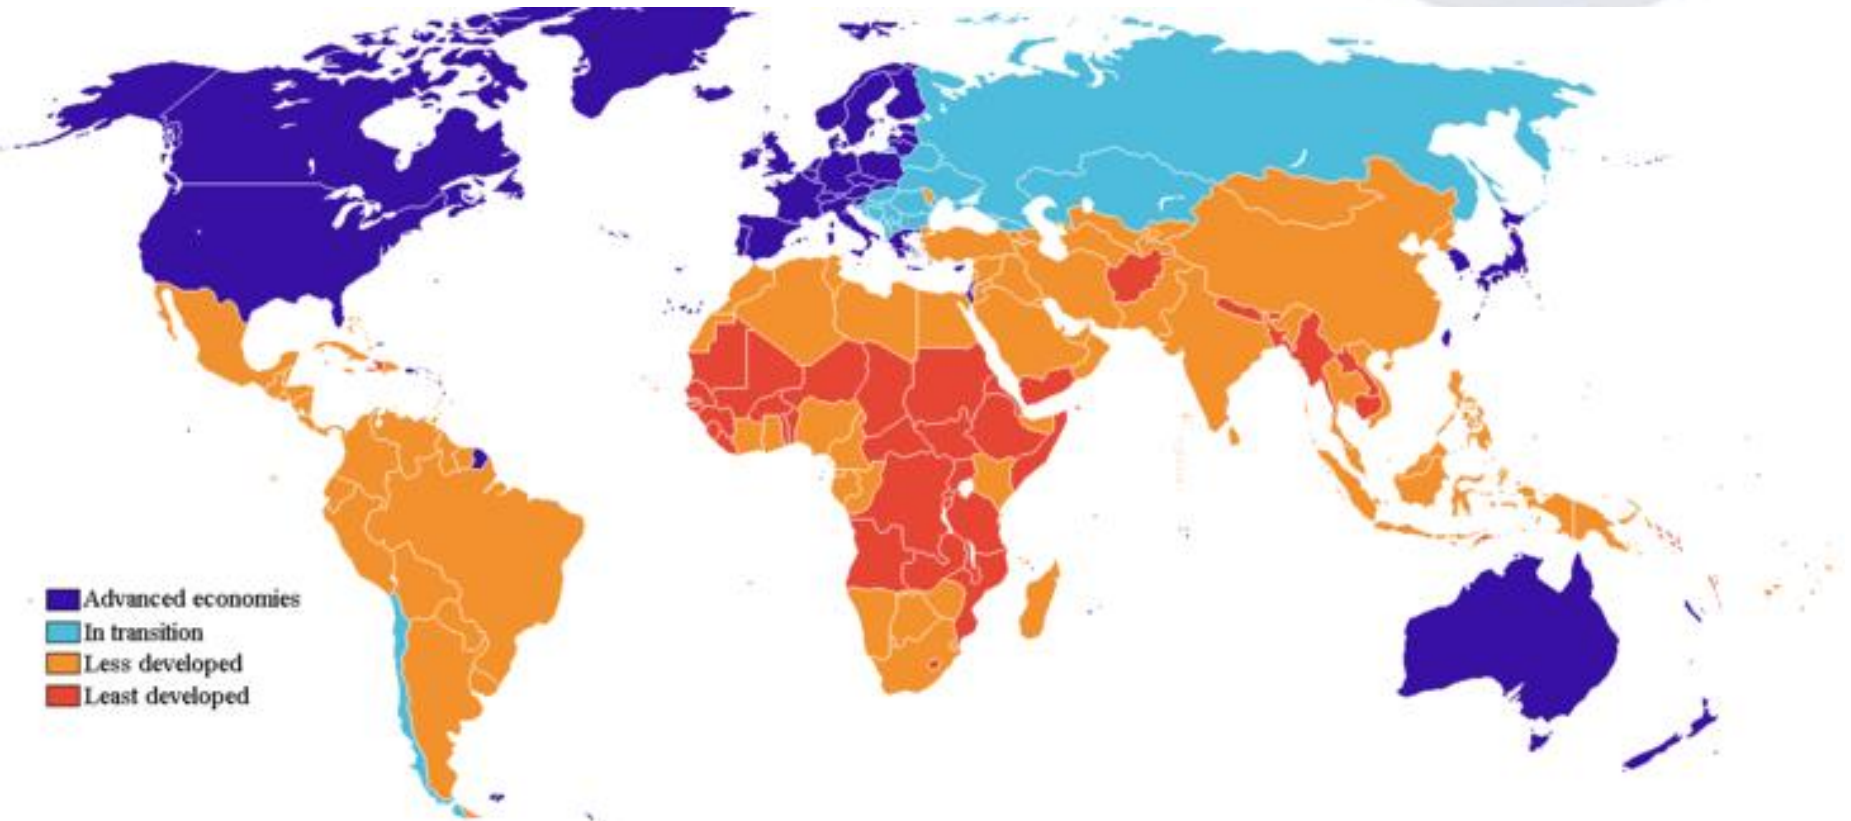 Advanced economies
In transition
Less developed
Least developed